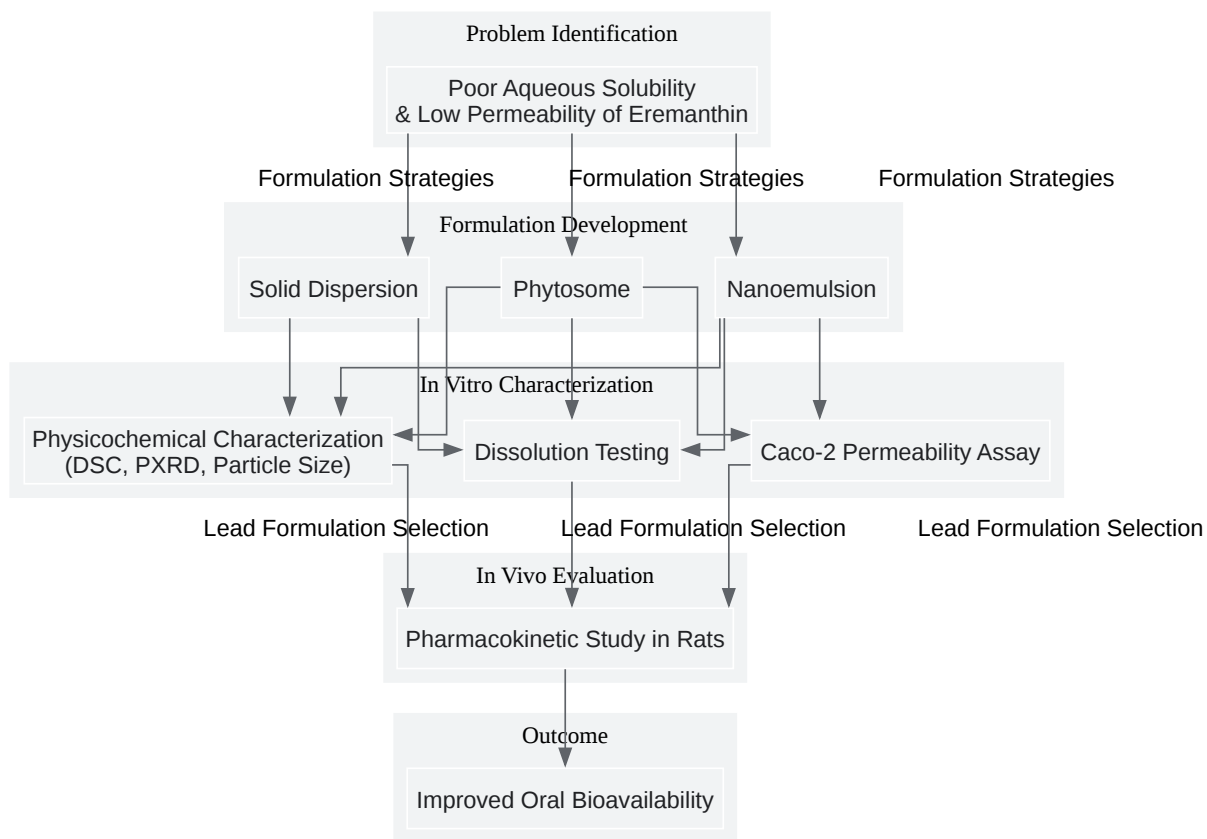 Problem Identification
Poor Aqueous Solubility
& Low Permeability of Eremanthin
Formulation Strategies Formulation Strategies Formulation Strategies
Formulation Development
Solid Dispersion Phytosome Nanoemulsion
In Vitro Characterization
Physicochemical Characterization
(DSC, PXRD, Particle Size)
Dissolution Testing
Caco-2 Permeability Assay
Lead Formulation Selection Lead Formulation Selection Lead Formulation Selection
In Vivo Evaluation
Pharmacokinetic Study in Rats
Outcome
Improved Oral Bioavailability